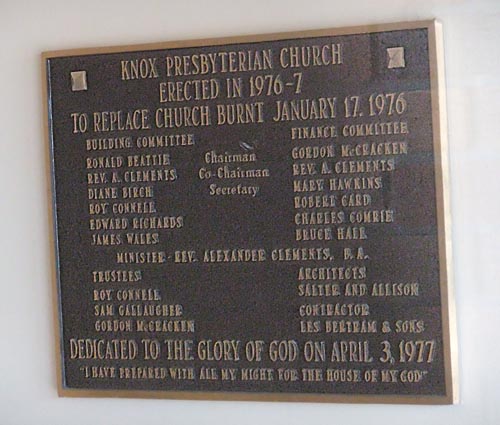 KNOX PRESBYTERIAN CHURCH
ERECTED IN 1976-7
TO REPLACE CHURCH BURNT JANUARY 17, 1976
BUILDING COMMITTEE FINANCE COMMITTEE
RONALD BEATTIE Chairman GORDON McCRACKEN
REV. A. CLEMENTS Co-Chairman REV. A. CLEMENTS
DIANE BIRCH Secretary MARY HAWKINS
ROY CONNELL ROBERT CARD
EDWARD RICHARDS CHARLES COMRIE
JAMES WALES BRUCE HALL
MINISTER - REV. ALEXANDER CLEMENTS, B.A.
TRUSTEES ARCHITECTS
ROY CONNELL SALTER AND ALLISON
SAM GALLAUGHER CONTRACTOR
GORDON McCRACKEN LES BERTRAM & SONS
DEDICATED TO THE GLORY OF GOD ON APRIL 3, 1977
"I HAVE PREPARED WITH ALL MY MIGHT FOR THE HOUSE OF MY GOD"